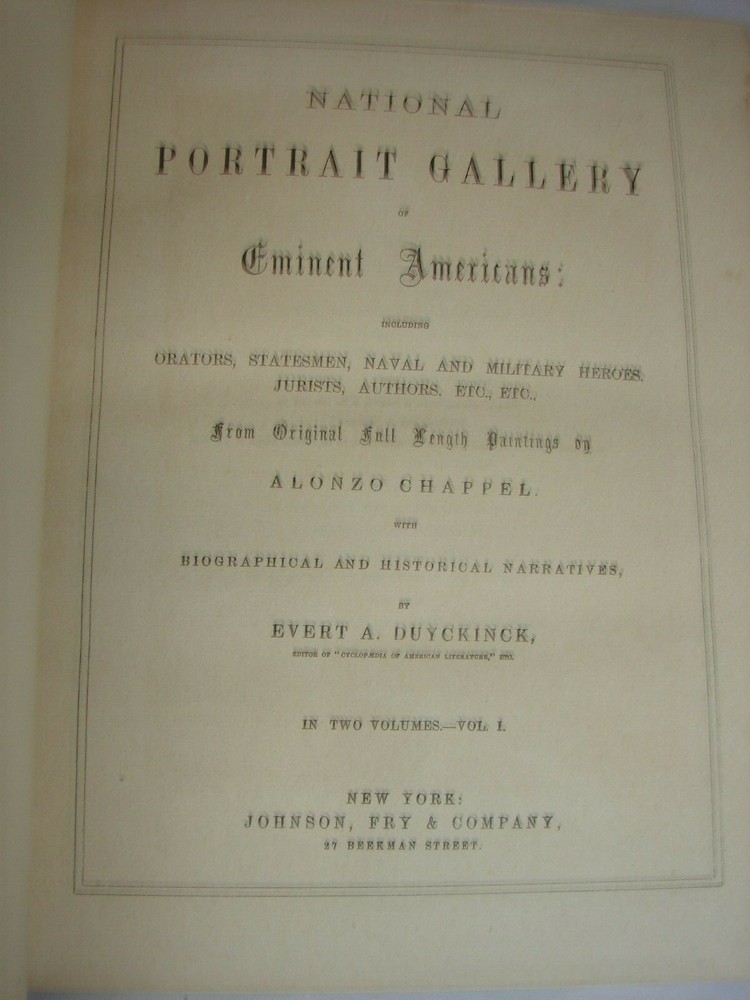 NATIONAL
PORTRAIT GALLERY
OF
Eminent Americans:
INCLUDING
ORATORS, STATESMEN, NAVAL AND MILITARY HEROES,
JURISTS, AUTHORS, ETC., ETC.,
From Original Full Length Paintings by
ALONZO CHAPPEL.
WITH
BIOGRAPHICAL AND HISTORICAL NARRATIVES,
BY
EVERT A. DUYCKINCK,
EDITOR OF "CYCLOPÆDIA OF AMERICAN LITERATURE," ETC.
IN TWO VOLUMES.—VOL. I.
NEW YORK:
JOHNSON, FRY & COMPANY,
27 BEEKMAN STREET.